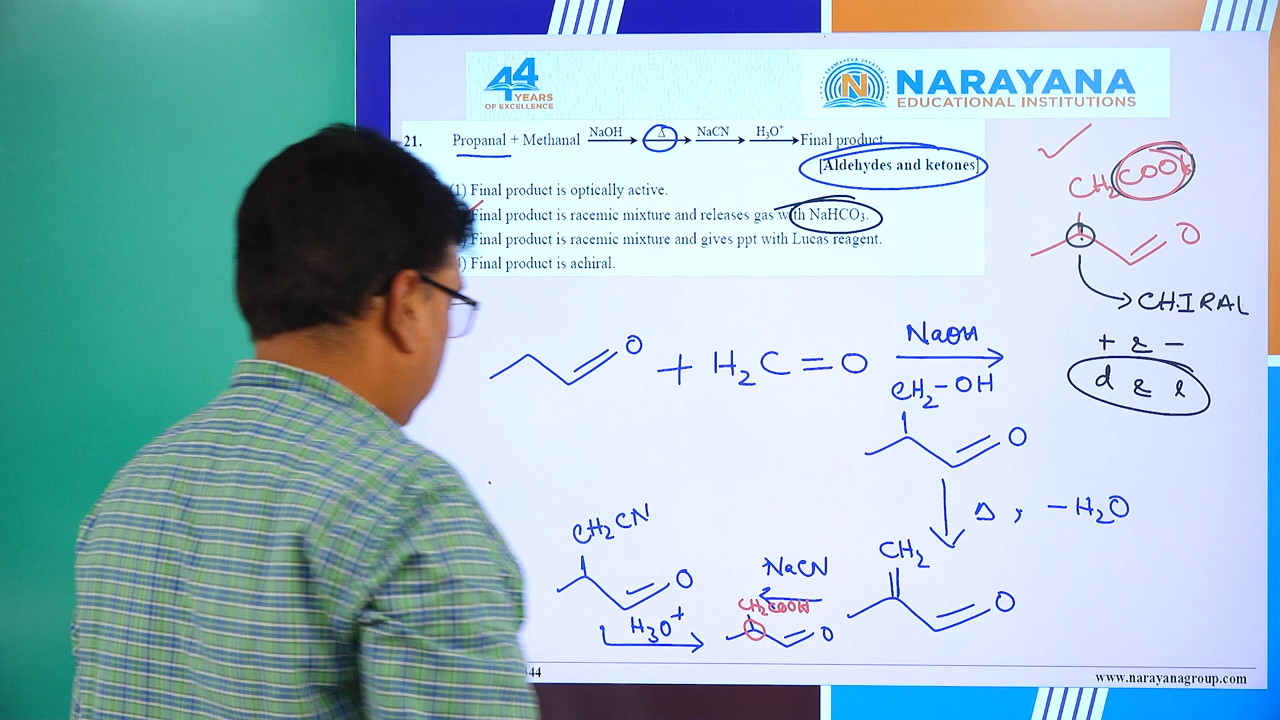 44
YEARS
OF EXCELLENCE
N
NARAYANA
EDUCATIONAL INSTITUTIONS
21. Propanal + Methanal NaOH Δ NaCN H₃O⁺ Final product
[Aldehydes and ketones]
1) Final product is optically active.
Final product is racemic mixture and releases gas with NaHCO₃.
Final product is racemic mixture and gives ppt with Lucas reagent.
) Final product is achiral.
O
CHIRAL
+ & -
d & l
O + H₂C = O NaOH
CH₂-OH
O
Δ, -H₂O
CH₂
O
NaCN
CH₂CN
O
H₃O⁺
CH₂COOH
O
44
www.narayanagroup.com